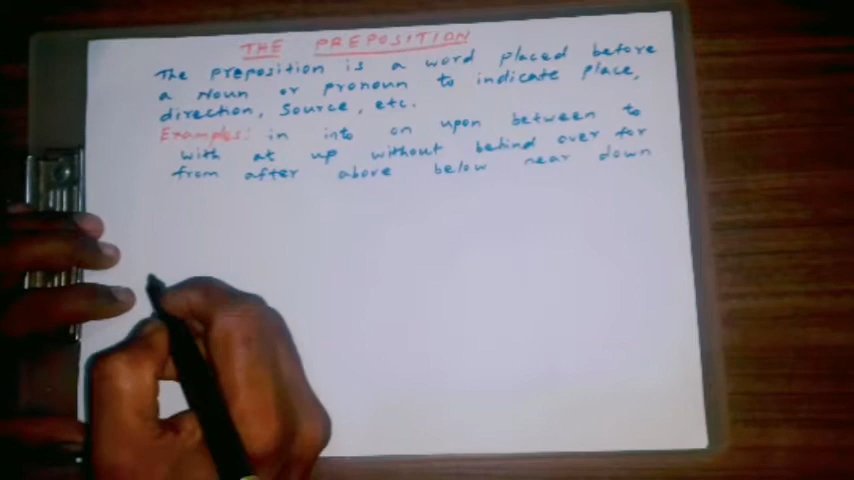 THE PREPOSITION
The preposition is a word placed before
a Noun or pronoun to indicate place,
direction, Source, etc.
Examples: in into on upon between to
with at up without behind over for
from after above below near down